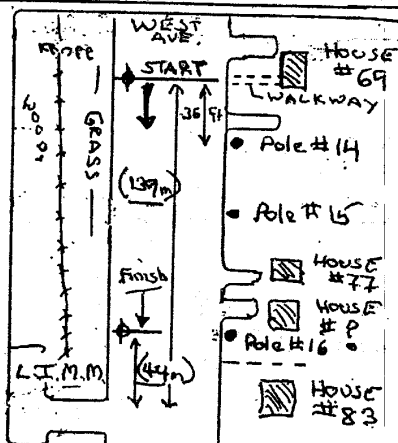 WEST
AVE.
HOUSE
#69
START
WALKWAY
GRASS
36 ft
Pole #14
(139m)
Pole #15
Finish
HOUSE
#77
HOUSE
#?
Pole #16
(44m)
L.I.M.M
HOUSE
#83